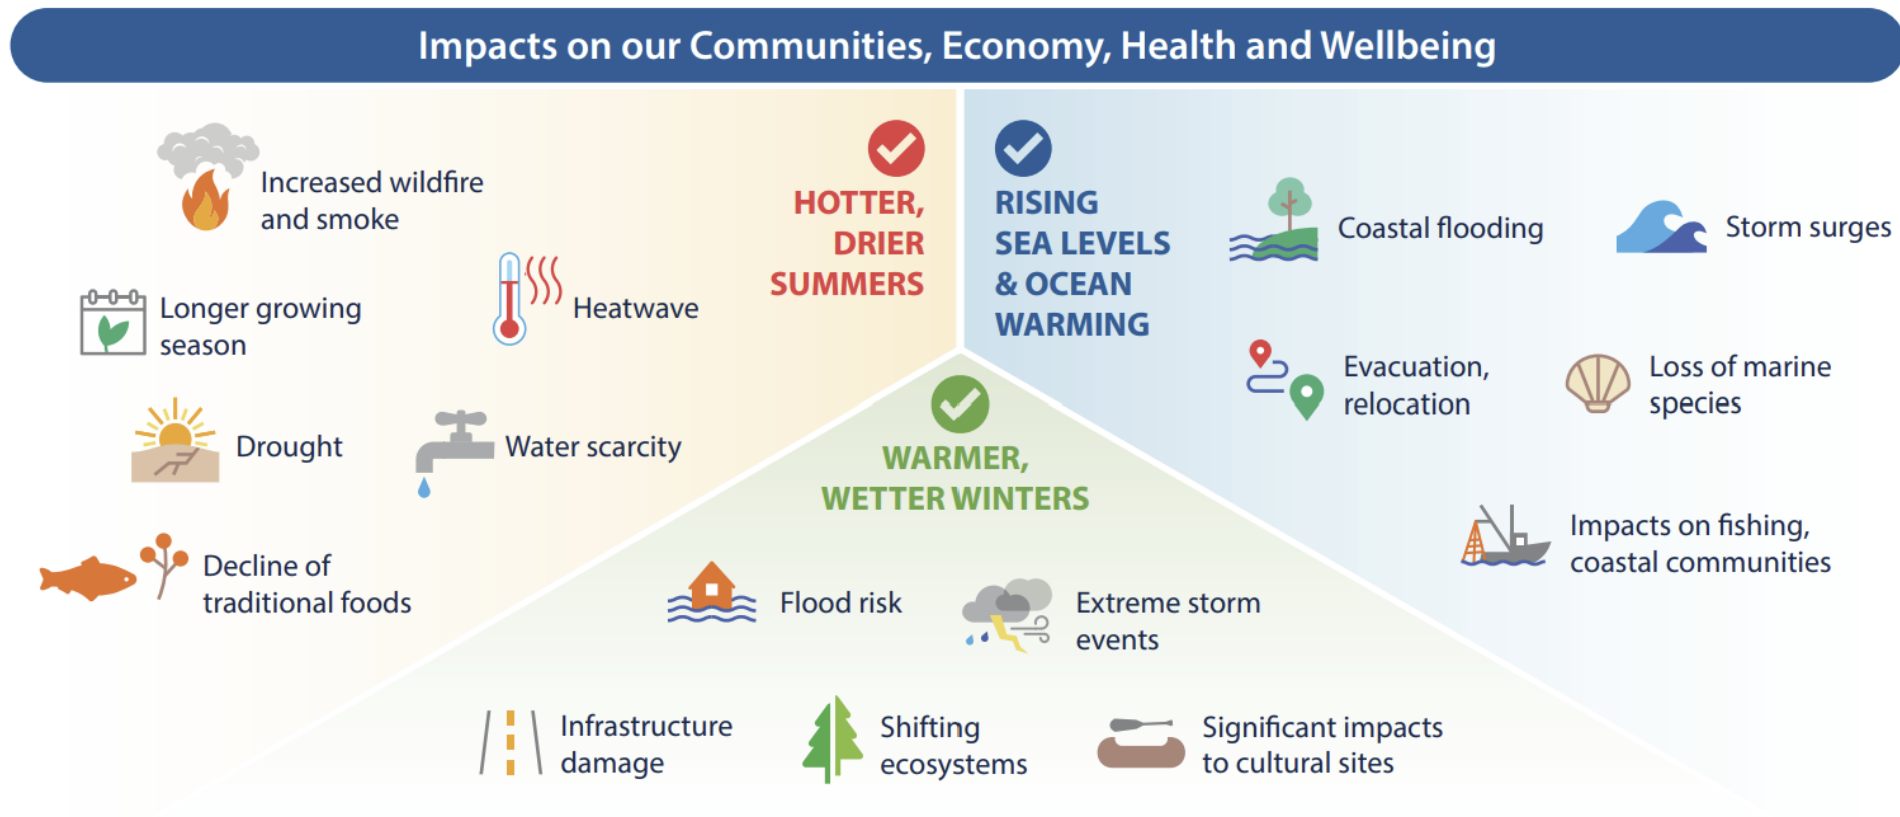 Impacts on our Communities, Economy, Health and Wellbeing
HOTTER,
DRIER
SUMMERS
Increased wildfire
and smoke
Heatwave
Longer growing
season
Drought
Water scarcity
Decline of
traditional foods
RISING
SEA LEVELS
& OCEAN
WARMING
Coastal flooding
Storm surges
Evacuation,
relocation
Loss of marine
species
Impacts on fishing,
coastal communities
WARMER,
WETTER WINTERS
Flood risk
Extreme storm
events
Infrastructure
damage
Shifting
ecosystems
Significant impacts
to cultural sites